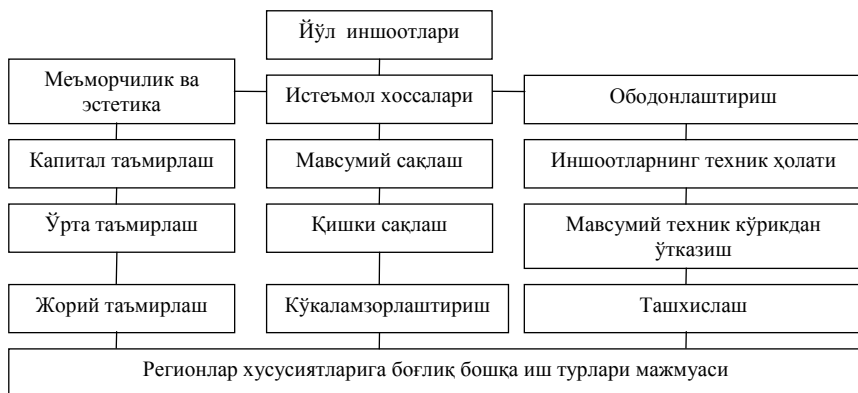 Йўл иншоотлари
Меъморчилик ва
эстетика
Истеъмол хоссалари
Ободонлаштириш
Капитал таъмирлаш
Мавсумий сақлаш
Иншоотларнинг техник ҳолати
Ўрта таъмирлаш
Қишки сақлаш
Мавсумий техник кўрикдан
ўтказиш
Жорий таъмирлаш
Кўкаламзорлаштириш
Ташхислаш
Регионлар хусусиятларига боғлиқ бошқа иш турлари мажмуаси